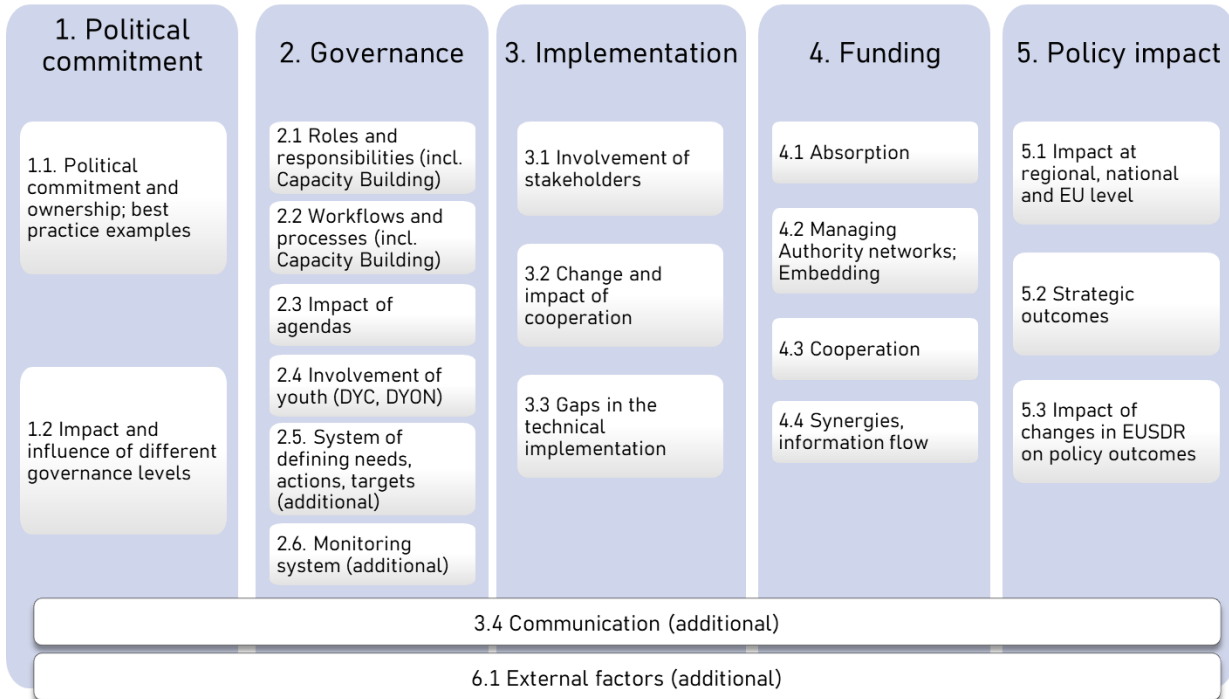 1. Political
commitment
1.1. Political
commitment and
ownership; best
practice examples
1.2 Impact and
influence of different
governance levels
2. Governance
2.1 Roles and
responsibilities (incl.
Capacity Building)
2.2 Workflows and
processes (incl.
Capacity Building)
2.3 Impact of
agendas
2.4 Involvement of
youth (DYC, DYON)
2.5. System of
defining needs,
actions, targets
(additional)
2.6. Monitoring
system (additional)
3. Implementation
3.1 Involvement of
stakeholders
3.2 Change and
impact of
cooperation
3.3 Gaps in the
technical
implementation
4. Funding
4.1 Absorption
4.2 Managing
Authority networks;
Embedding
4.3 Cooperation
4.4 Synergies,
information flow
5. Policy impact
5.1 Impact at
regional, national
and EU level
5.2 Strategic
outcomes
5.3 Impact of
changes in EUSDR
on policy outcomes
3.4 Communication (additional)
6.1 External factors (additional)